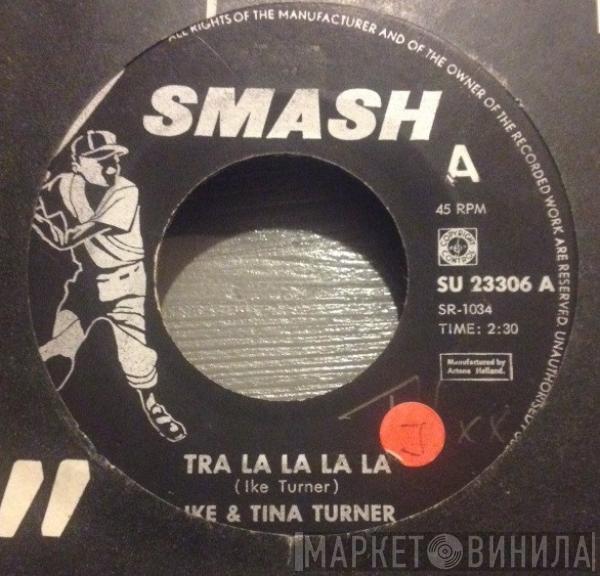 ALL RIGHTS OF THE MANUFACTURER AND OF THE OWNER OF THE RECORDED WORK ARE RESERVED. UNAUTHORISED
SMASH
A
45 RPM
SU 23306 A
SR-1034
TIME: 2:30
Manufactured by
Artone Holland.
J
XX
TRA LA LA LA LA
(Ike Turner)
IKE & TINA TURNER
МАРКЕТ ВИНИЛА